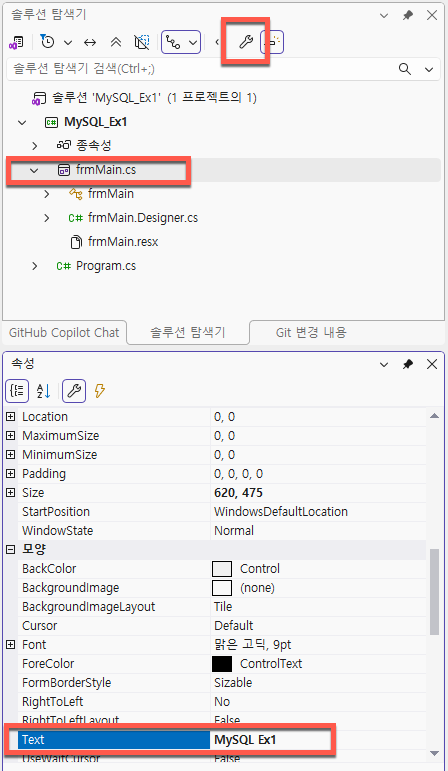 솔루션 탐색기
솔루션 탐색기 검색(Ctrl+;)
솔루션 'MySQL_Ex1' (1 프로젝트의 1)
C# MySQL_Ex1
종속성
frmMain.cs
frmMain
C# frmMain.Designer.cs
frmMain.resx
C# Program.cs
GitHub Copilot Chat 솔루션 탐색기 Git 변경 내용
속성
Location 0, 0
MaximumSize 0, 0
MinimumSize 0, 0
Padding 0, 0, 0, 0
Size 620, 475
StartPosition WindowsDefaultLocation
WindowState Normal
모양
BackColor Control
BackgroundImage (none)
BackgroundImageLayout Tile
Cursor Default
Font 맑은 고딕, 9pt
ForeColor ControlText
FormBorderStyle Sizable
RightToLeft No
RightToLeftLayout False
Text MySQL Ex1
UseWaitCursor False